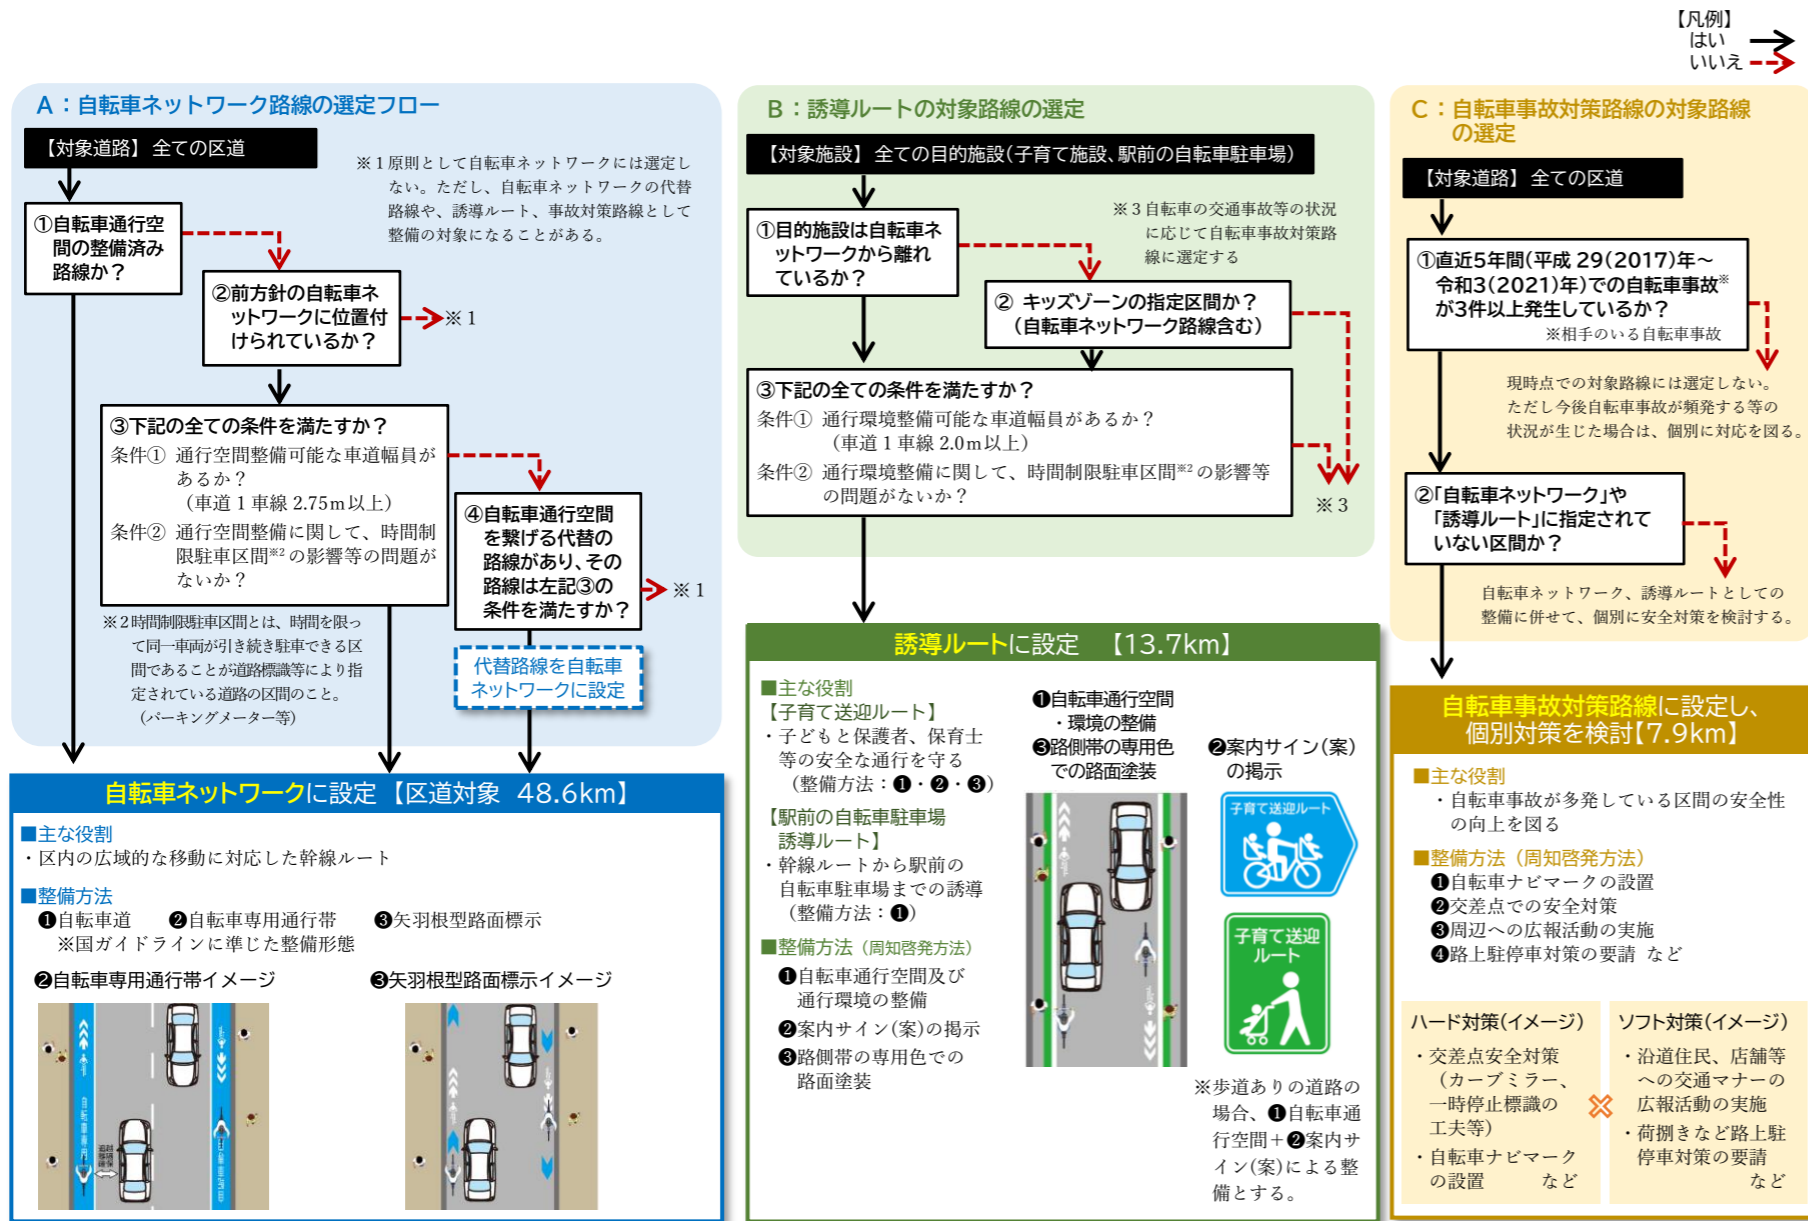 【凡例】
はい
いいえ
A：自転車ネットワーク路線の選定フロー
【対象道路】 全ての区道
※1 原則として自転車ネットワークには選定し
ない。ただし、自転車ネットワークの代替
路線や、誘導ルート、事故対策路線として
整備の対象になることがある。
①自転車通行空
間の整備済み
路線か？
②前方針の自転車ネ
ットワークに位置付
けられているか？
※1
③下記の全ての条件を満たすか？
条件① 通行空間整備可能な車道幅員が
あるか？
（車道1車線 2.75m以上）
条件② 通行空間整備に関して、時間制
限駐車区間※2の影響等の問題が
ないか？
④自転車通行空間
を繋げる代替の
路線があり、その
路線は左記③の
条件を満たすか？
※1
※2時間制限駐車区間とは、時間を限っ
て同一車両が引き続き駐車できる区
間であることが道路標識等により指
定されている道路の区間のこと。
（パーキングメーター等）
代替路線を自転車
ネットワークに設定
自転車ネットワークに設定 【区道対象 48.6km】
■主な役割
・区内の広域的な移動に対応した幹線ルート
■整備方法
❶自転車道 ❷自転車専用通行帯 ❸矢羽根型路面標示
※国ガイドラインに準じた整備形態
❷自転車専用通行帯イメージ ❸矢羽根型路面標示イメージ
自転車専用
B：誘導ルートの対象路線の選定
【対象施設】 全ての目的施設(子育て施設、駅前の自転車駐車場)
①目的施設は自転車ネ
ットワークから離れ
ているか？
※3 自転車の交通事故等の状況
に応じて自転車事故対策路
線に選定する
② キッズゾーンの指定区間か？
（自転車ネットワーク路線含む）
③下記の全ての条件を満たすか？
条件① 通行環境整備可能な車道幅員があるか？
（車道1車線 2.0m以上）
条件② 通行環境整備に関して、時間制限駐車区間※2の影響等
の問題がないか？
※3
誘導ルートに設定 【13.7km】
■主な役割
【子育て送迎ルート】
・子どもと保護者、保育士
等の安全な通行を守る
（整備方法：❶・❷・❸）
【駅前の自転車駐車場
誘導ルート】
・幹線ルートから駅前の
自転車駐車場までの誘導
（整備方法：❶）
■整備方法（周知啓発方法）
❶自転車通行空間及び
通行環境の整備
❷案内サイン(案)の掲示
❸路側帯の専用色での
路面塗装
❶自転車通行空間
・環境の整備
❸路側帯の専用色
での路面塗装
❷案内サイン(案)
の掲示
子育て送迎ルート
子育て送迎
ルート
※歩道ありの道路の
場合、❶自転車通
行空間＋❷案内サ
イン(案)による整
備とする。
C：自転車事故対策路線の対象路線
の選定
【対象道路】 全ての区道
①直近5年間(平成 29(2017)年～
令和3(2021)年)での自転車事故※
が3件以上発生しているか？
※相手のいる自転車事故
現時点での対象路線には選定しない。
ただし今後自転車事故が頻発する等の
状況が生じた場合は、個別に対応を図る。
②「自転車ネットワーク」や
「誘導ルート」に指定されて
いない区間か？
自転車ネットワーク、誘導ルートとしての
整備に併せて、個別に安全対策を検討する。
自転車事故対策路線に設定し、
個別対策を検討【7.9km】
■主な役割
・自転車事故が多発している区間の安全性
の向上を図る
■整備方法（周知啓発方法）
❶自転車ナビマークの設置
❷交差点での安全対策
❸周辺への広報活動の実施
❹路上駐停車対策の要請 など
ハード対策(イメージ)
・交差点安全対策
（カーブミラー、
一時停止標識の
工夫等）
・自転車ナビマーク
の設置 など
ソフト対策(イメージ)
・沿道住民、店舗等
への交通マナーの
広報活動の実施
・荷捌きなど路上駐
停車対策の要請
など